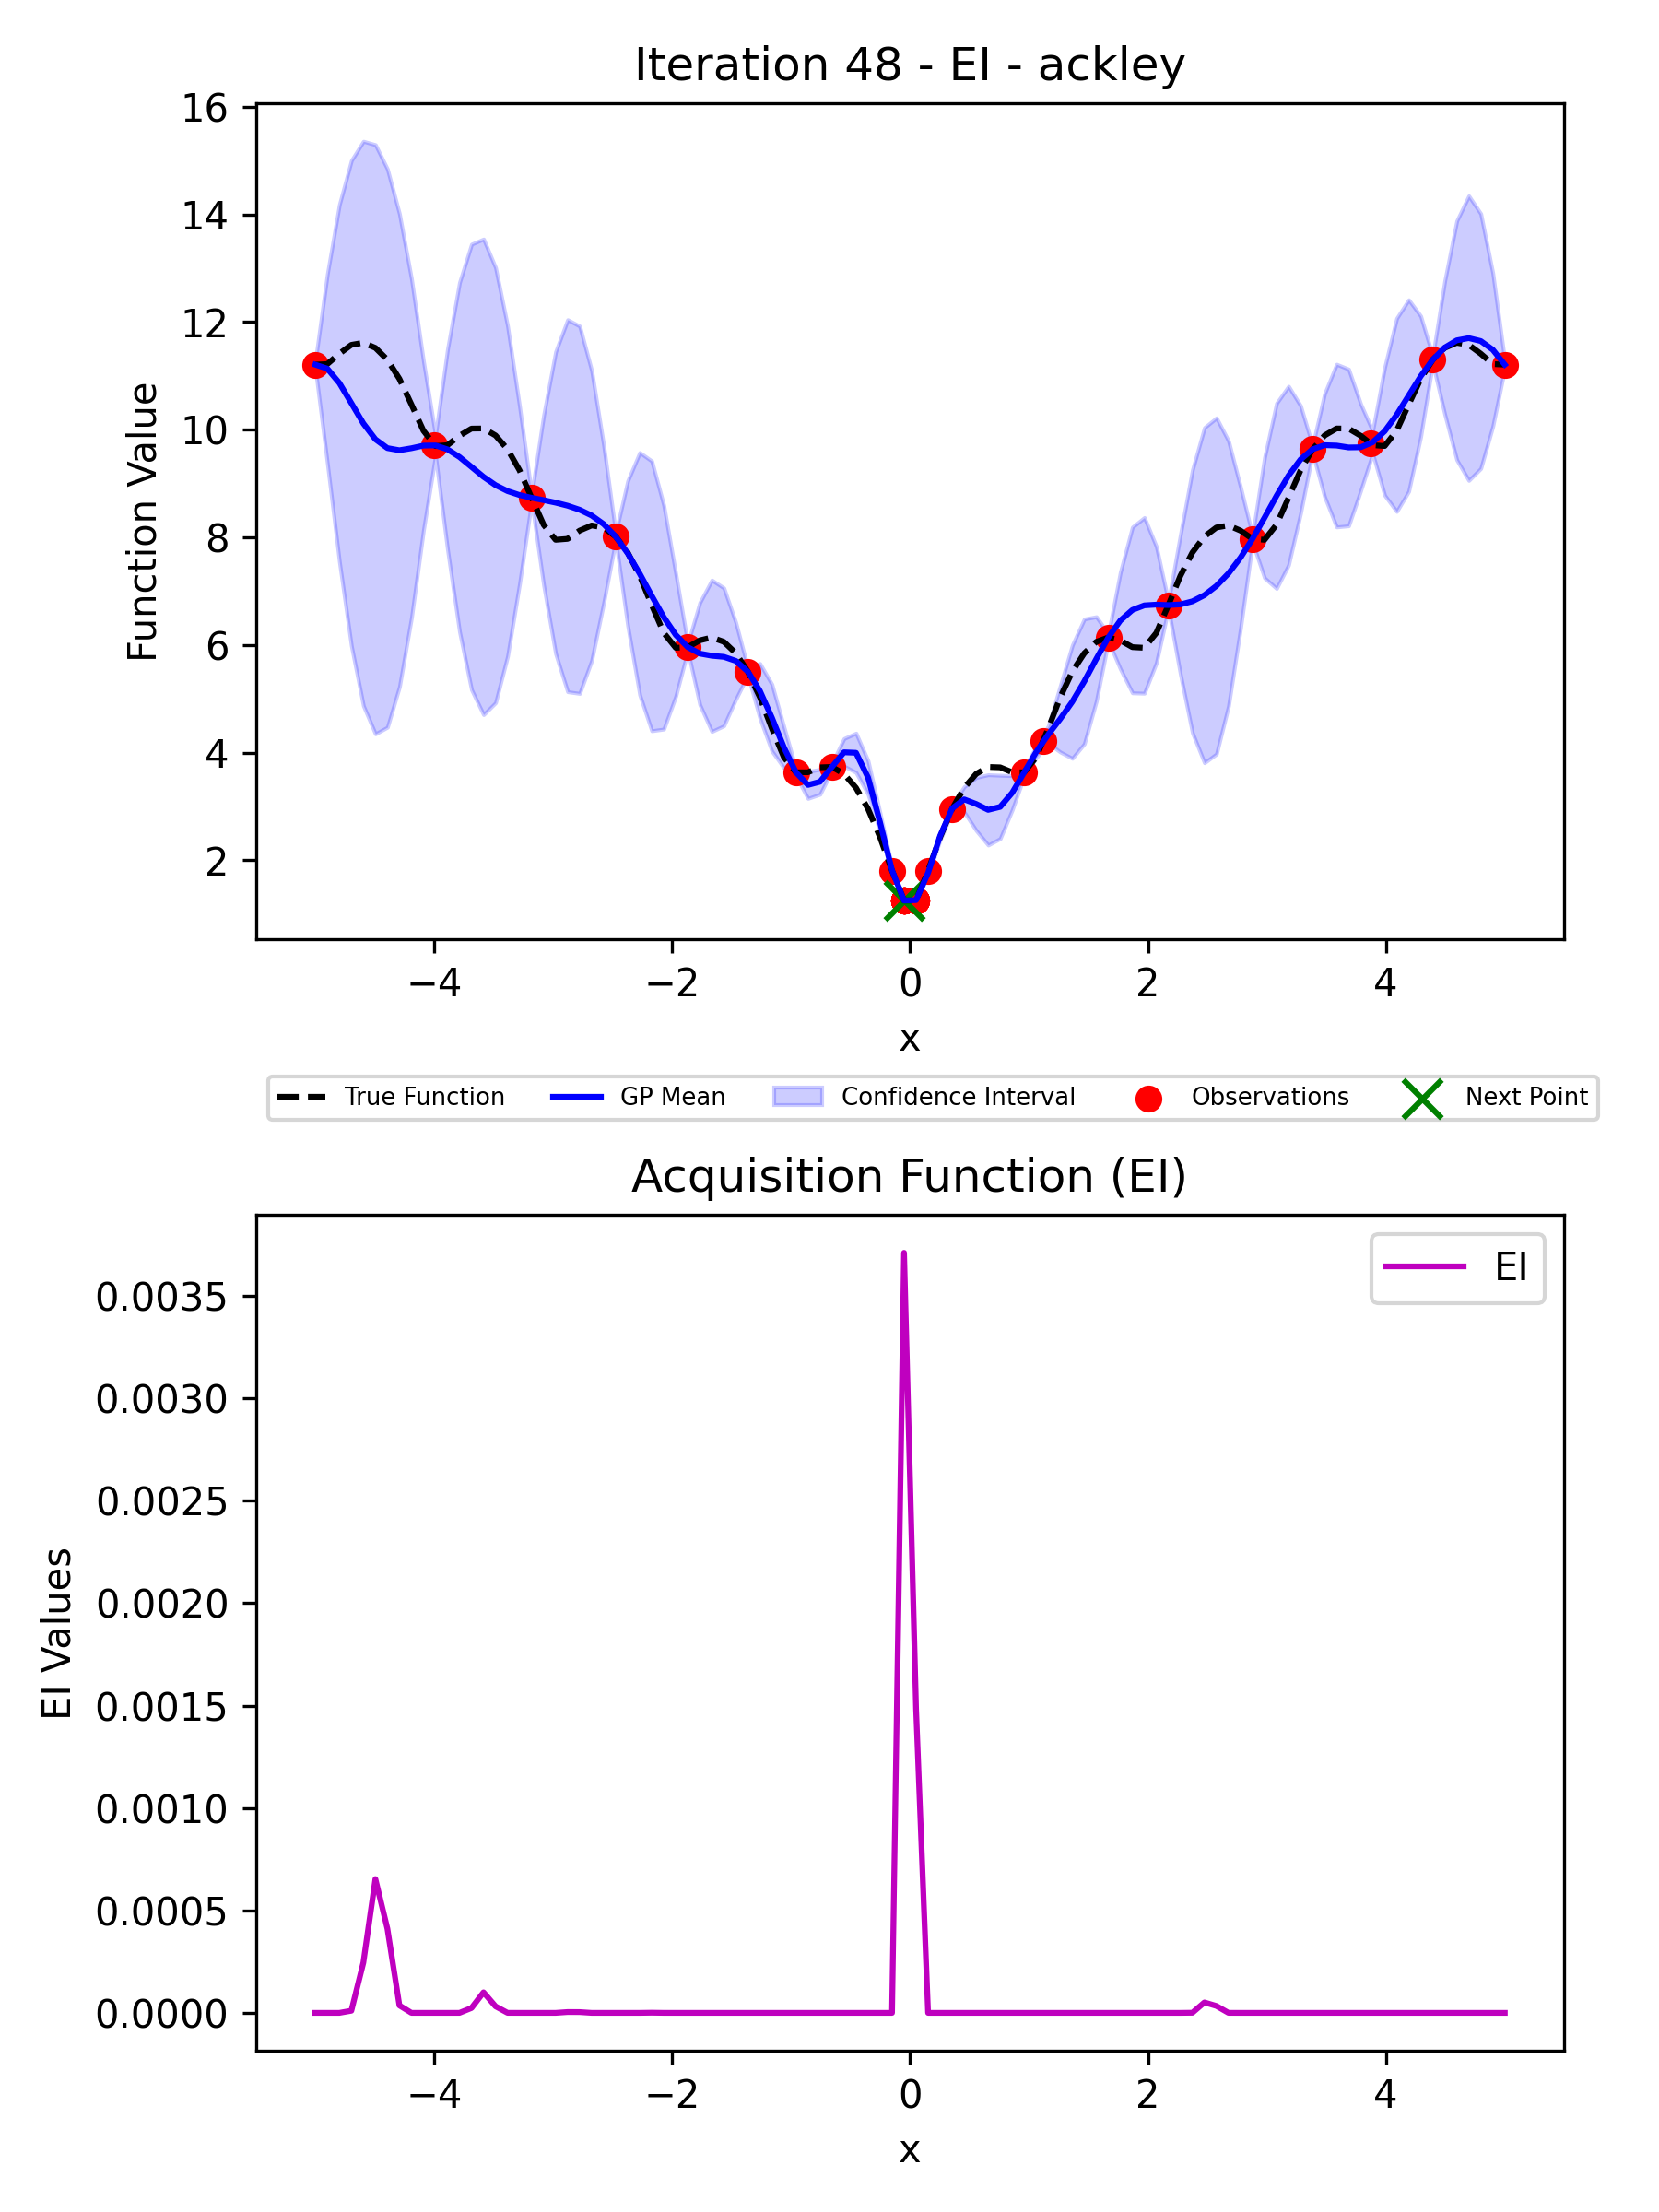 Iteration 48 - EI - ackley
16
14
12
10
8
6
4
2
Function Value
−4 −2 0 2 4
x
True Function GP Mean Confidence Interval Observations Next Point
Acquisition Function (EI)
EI
0.0035
0.0030
0.0025
0.0020
0.0015
0.0010
0.0005
0.0000
EI Values
−4 −2 0 2 4
x